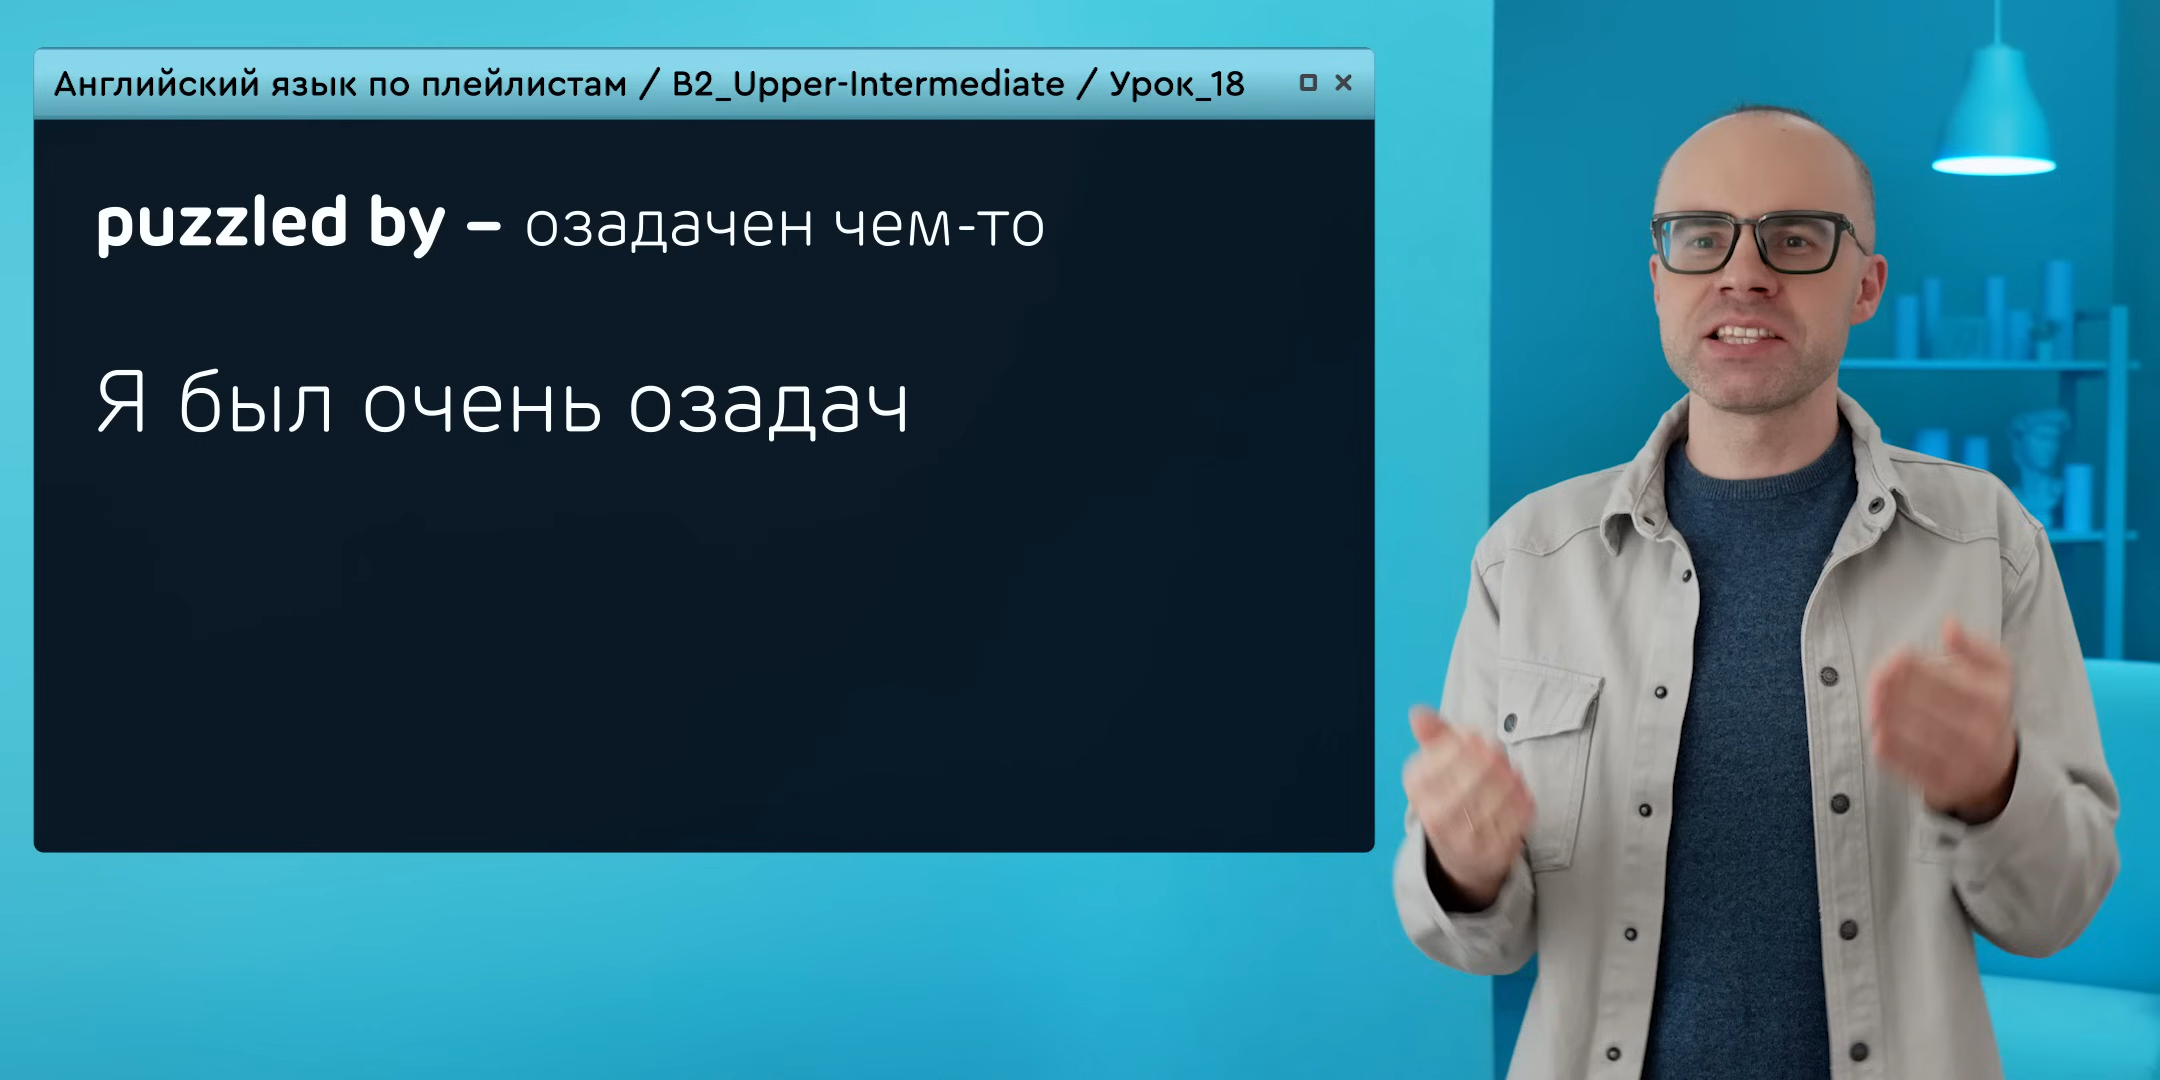 Английский язык по плейлистам / B2_Upper-Intermediate / Урок_18
puzzled by – озадачен чем-то
Я был очень озадач